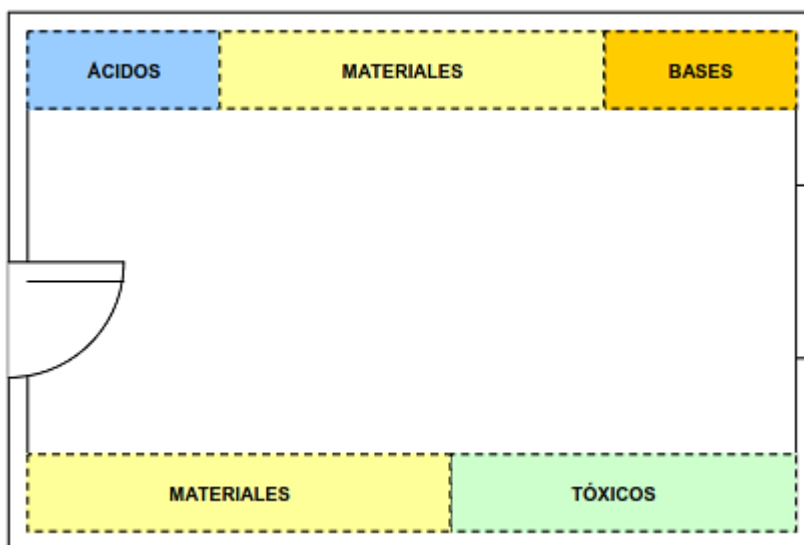 ÁCIDOS
MATERIALES
BASES
MATERIALES
TÓXICOS